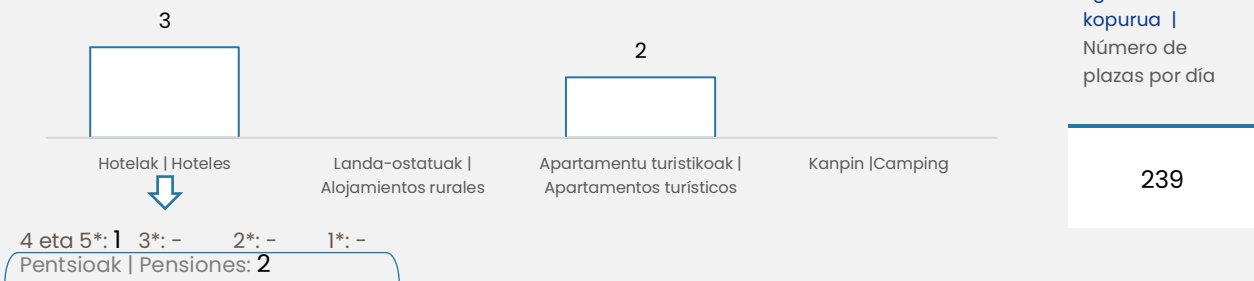 3
2
Hotelak | Hoteles
Landa-ostatuak |
Alojamientos rurales
Apartamentu turistikoak |
Apartamentos turísticos
Kanpin |Camping
4 eta 5*: 1 3*: - 2*: - 1*: -
Pentsioak | Pensiones: 2
kopurua |
Número de
plazas por día
239